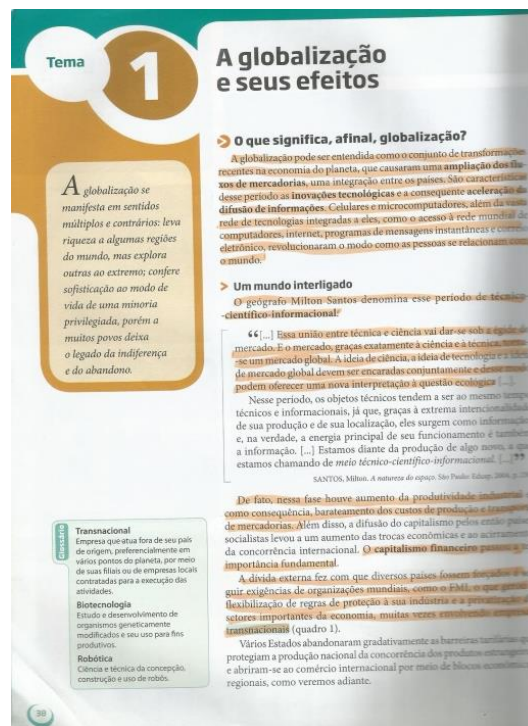 Tema
1
A globalização
e seus efeitos
O que significa, afinal, globalização?
A globalização pode ser entendida como o conjunto de transformações
recentes na economia do planeta, que causaram uma ampliação dos flu-
xos de mercadorias, uma integração entre os países. São características
desse período as inovações tecnológicas e a consequente aceleração e
difusão de informações. Celulares e microcomputadores, além da vasta
rede de tecnologias integradas a eles, como o acesso à rede mundial de
computadores, internet, programas de mensagens instantâneas e correio
eletrônico, revolucionaram o modo como as pessoas se relacionam com
o mundo.
A globalização se
manifesta em sentidos
múltiplos e contrários: leva
riqueza a algumas regiões
do mundo, mas explora
outras ao extremo; confere
sofisticação ao modo de
vida de uma minoria
privilegiada, porém a
muitos povos deixa
o legado da indiferença
e do abandono.
Um mundo interligado
O geógrafo Milton Santos denomina esse período de técnico-
-científico-informacional:
“[...] Essa união entre técnica e ciência vai dar-se sob a égide do
mercado. E o mercado, graças exatamente à ciência e à técnica, torna-
-se um mercado global. A ideia de ciência, a ideia de tecnologia e a ideia
de mercado global devem ser encaradas conjuntamente e desse modo
podem oferecer uma nova interpretação à questão ecológica [...].
Nesse período, os objetos técnicos tendem a ser ao mesmo tempo
técnicos e informacionais, já que, graças à extrema intencionalidade
de sua produção e de sua localização, eles surgem como informação
e, na verdade, a energia principal de seu funcionamento é também
a informação. [...] Estamos diante da produção de algo novo, a que
estamos chamando de meio técnico-científico-informacional. [...]”
SANTOS, Milton. A natureza do espaço. São Paulo: Edusp, 2004. p.
De fato, nessa fase houve aumento da produtividade industrial
como consequência, barateamento dos custos de produção e
de mercadorias. Além disso, a difusão do capitalismo pelos então países
socialistas levou a um aumento das trocas econômicas e ao acirramento
da concorrência internacional. O capitalismo financeiro
importância fundamental.
A dívida externa fez com que diversos países fossem
guir exigências de organizações mundiais, como o FMI, o que
flexibilização de regras de proteção à sua indústria e a privatização
setores importantes da economia, muitas vezes
transnacionais (quadro 1).
Vários Estados abandonaram gradativamente as barreiras
protegiam a produção nacional da concorrência dos produtos
e abriram-se ao comércio internacional por meio de blocos
regionais, como veremos adiante.
Glossário
Transnacional
Empresa que atua fora de seu país
de origem, preferencialmente em
vários pontos do planeta, por meio
de suas filiais ou de empresas locais
contratadas para a execução das
atividades.
Biotecnologia
Estudo e desenvolvimento de
organismos geneticamente
modificados e seu uso para fins
produtivos.
Robótica
Ciência e técnica da concepção,
construção e uso de robôs.
38